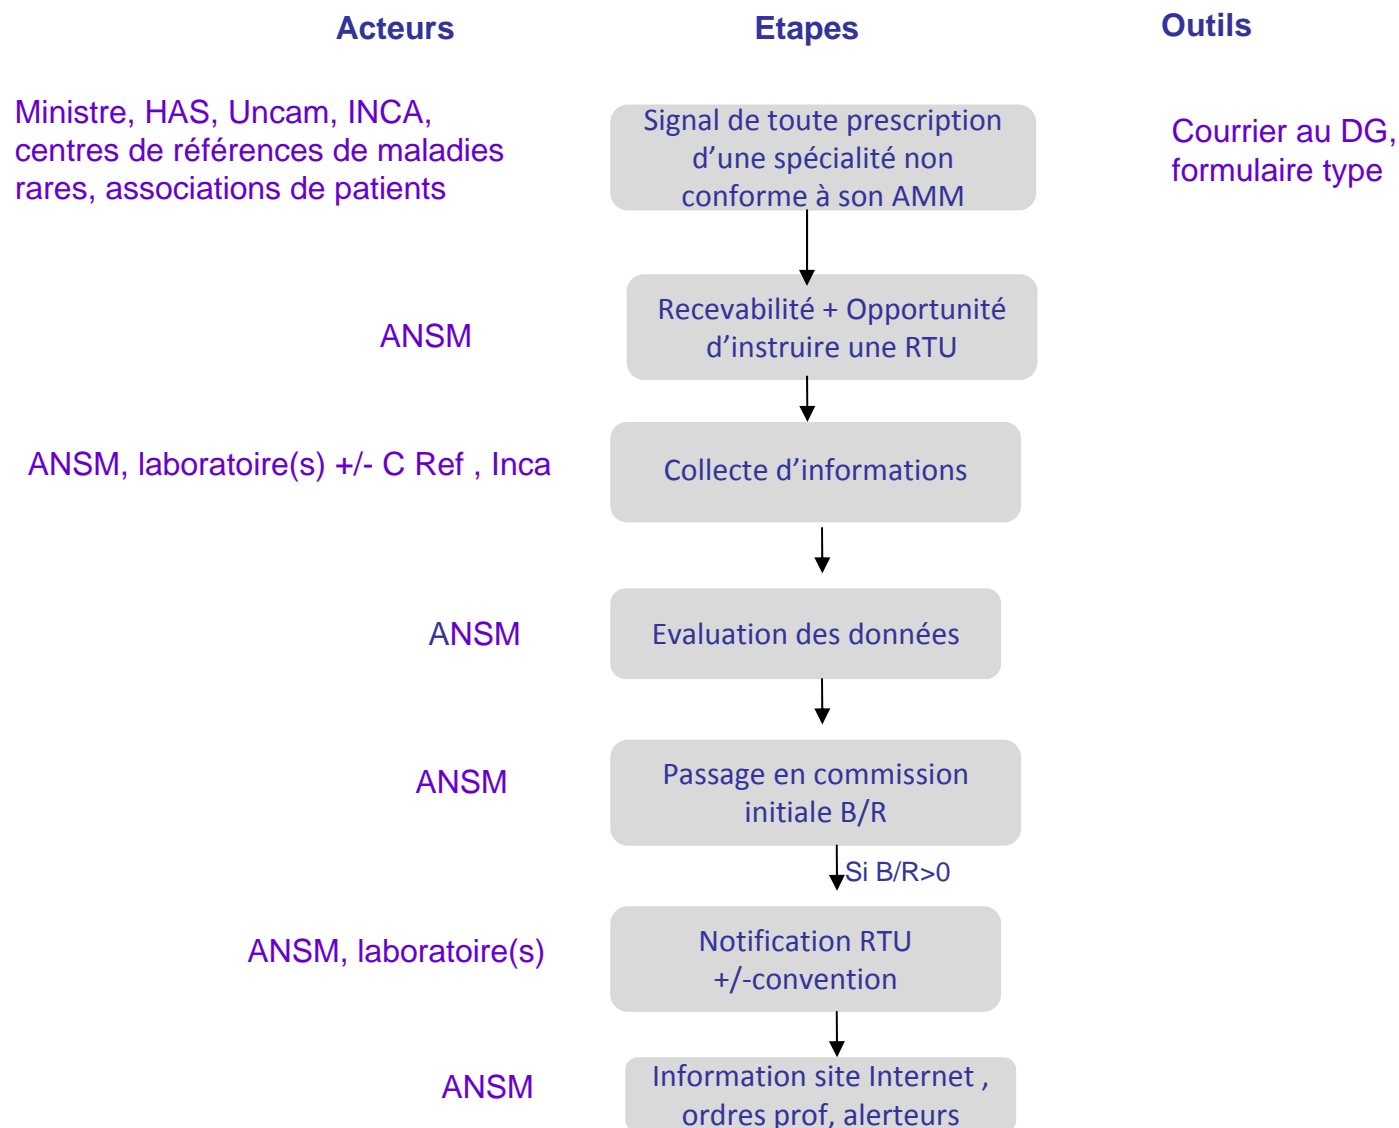 Acteurs
Etapes
Outils
Ministre, HAS, Uncam, INCA,
centres de références de maladies
rares, associations de patients
Signal de toute prescription
d’une spécialité non
conforme à son AMM
Courrier au DG,
formulaire type
ANSM
Recevabilité + Opportunité
d’instruire une RTU
ANSM, laboratoire(s) +/- C Ref , Inca
Collecte d’informations
ANSM
Evaluation des données
ANSM
Passage en commission
initiale B/R
Si B/R>0
ANSM, laboratoire(s)
Notification RTU
+/-convention
ANSM
Information site Internet ,
ordres prof, alerteurs